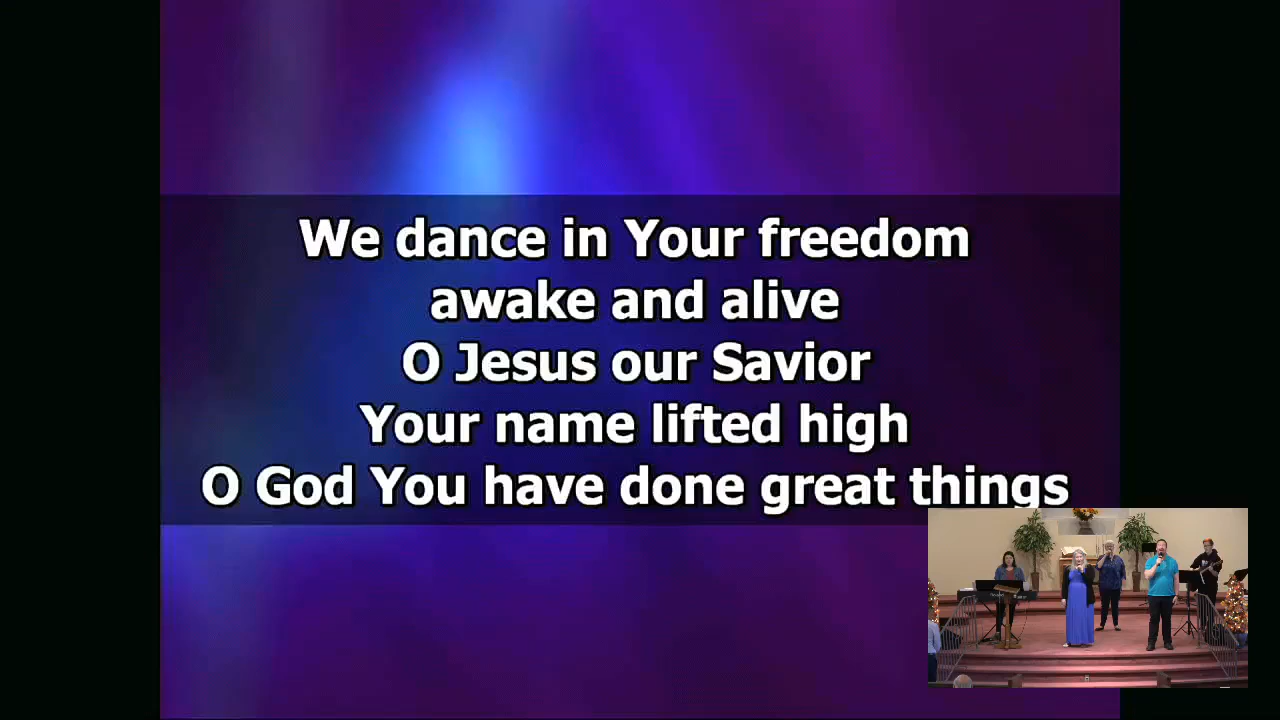 We dance in Your freedom
awake and alive
O Jesus our Savior
Your name lifted high
O God You have done great things